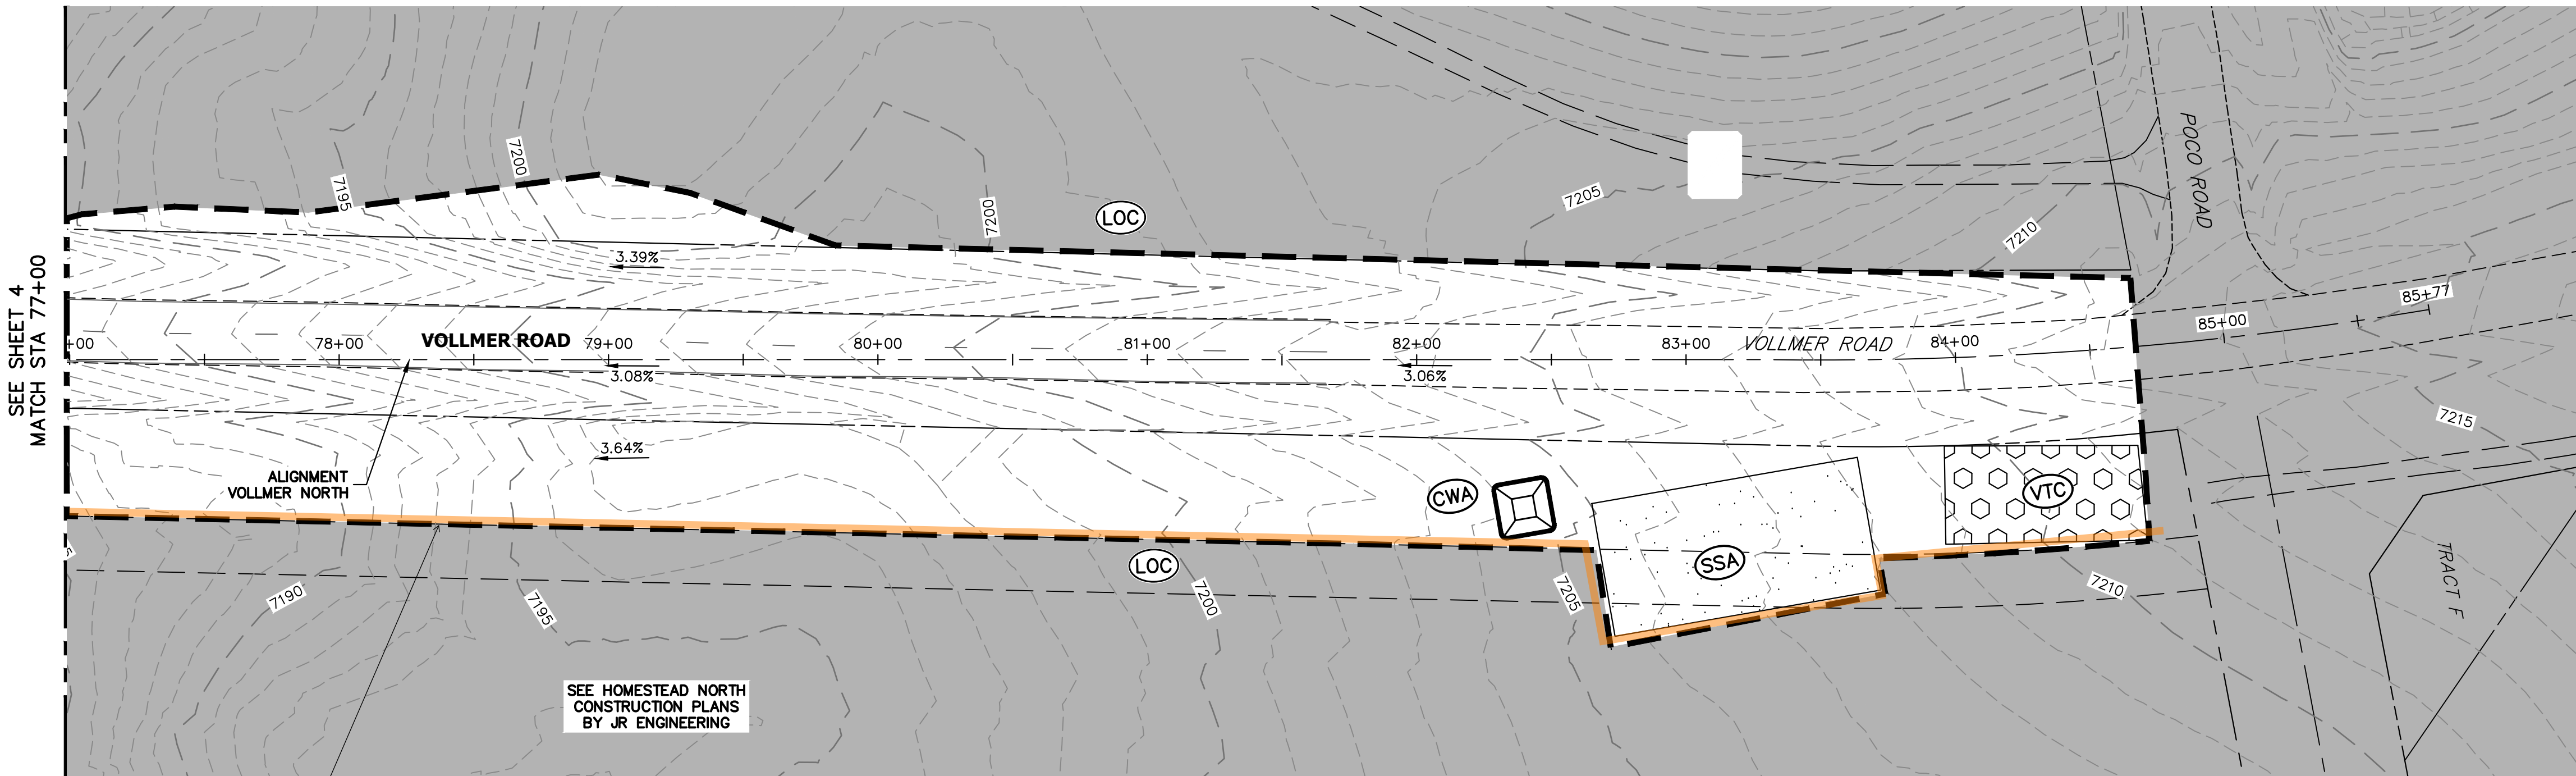 SEE SHEET 4
MATCH STA 77+00
7195
7200
7200
LOC
7205
7210
POCO ROAD
3.39%
85+77
85+00
+00
78+00
VOLLMER ROAD
79+00
80+00
81+00
82+00
83+00
VOLLMER ROAD
84+00
3.08%
3.06%
7215
3.64%
ALIGNMENT
VOLLMER NORTH
CWA
VTC
SSA
LOC
7190
7195
7200
7205
7210
TRACT F
SEE HOMESTEAD NORTH
CONSTRUCTION PLANS
BY JR ENGINEERING